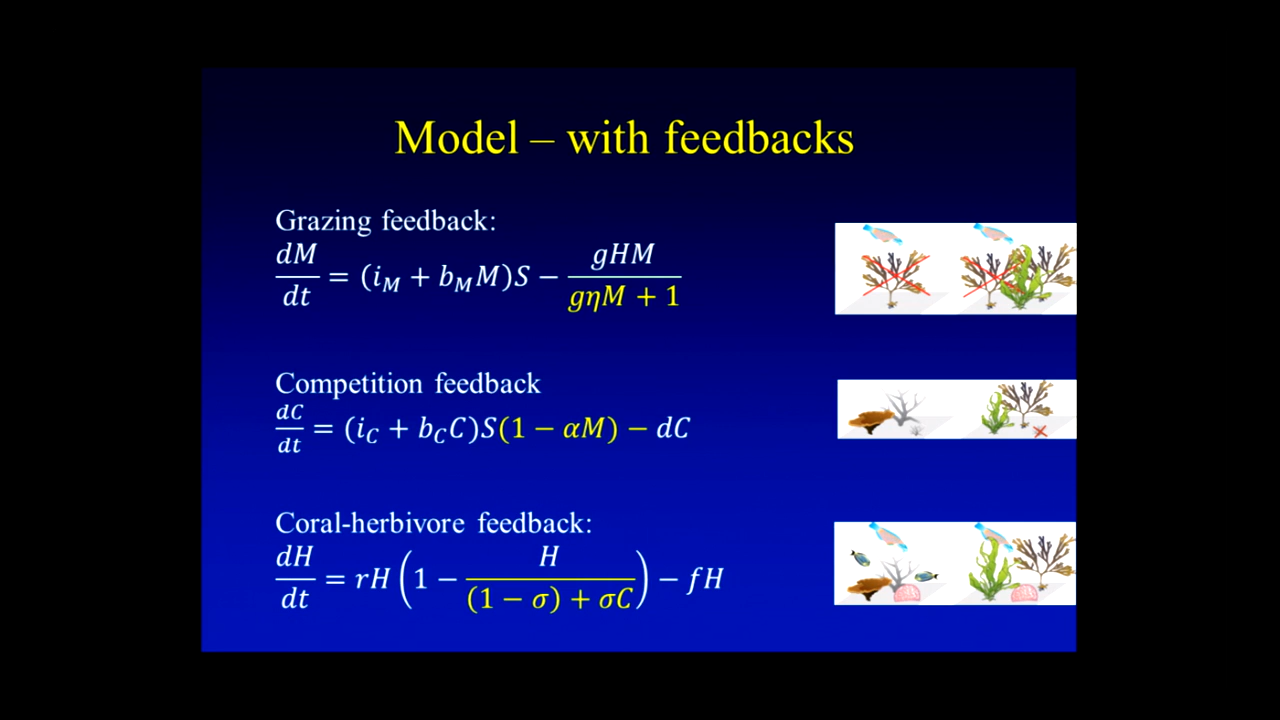 Model – with feedbacks
Grazing feedback:
dM/dt = (i_M + b_M M)S − gHM/(gηM + 1)
Competition feedback
dC/dt = (i_C + b_C C)S(1 − αM) − dC
Coral-herbivore feedback:
dH/dt = rH(1 − H/((1 − σ) + σC)) − fH